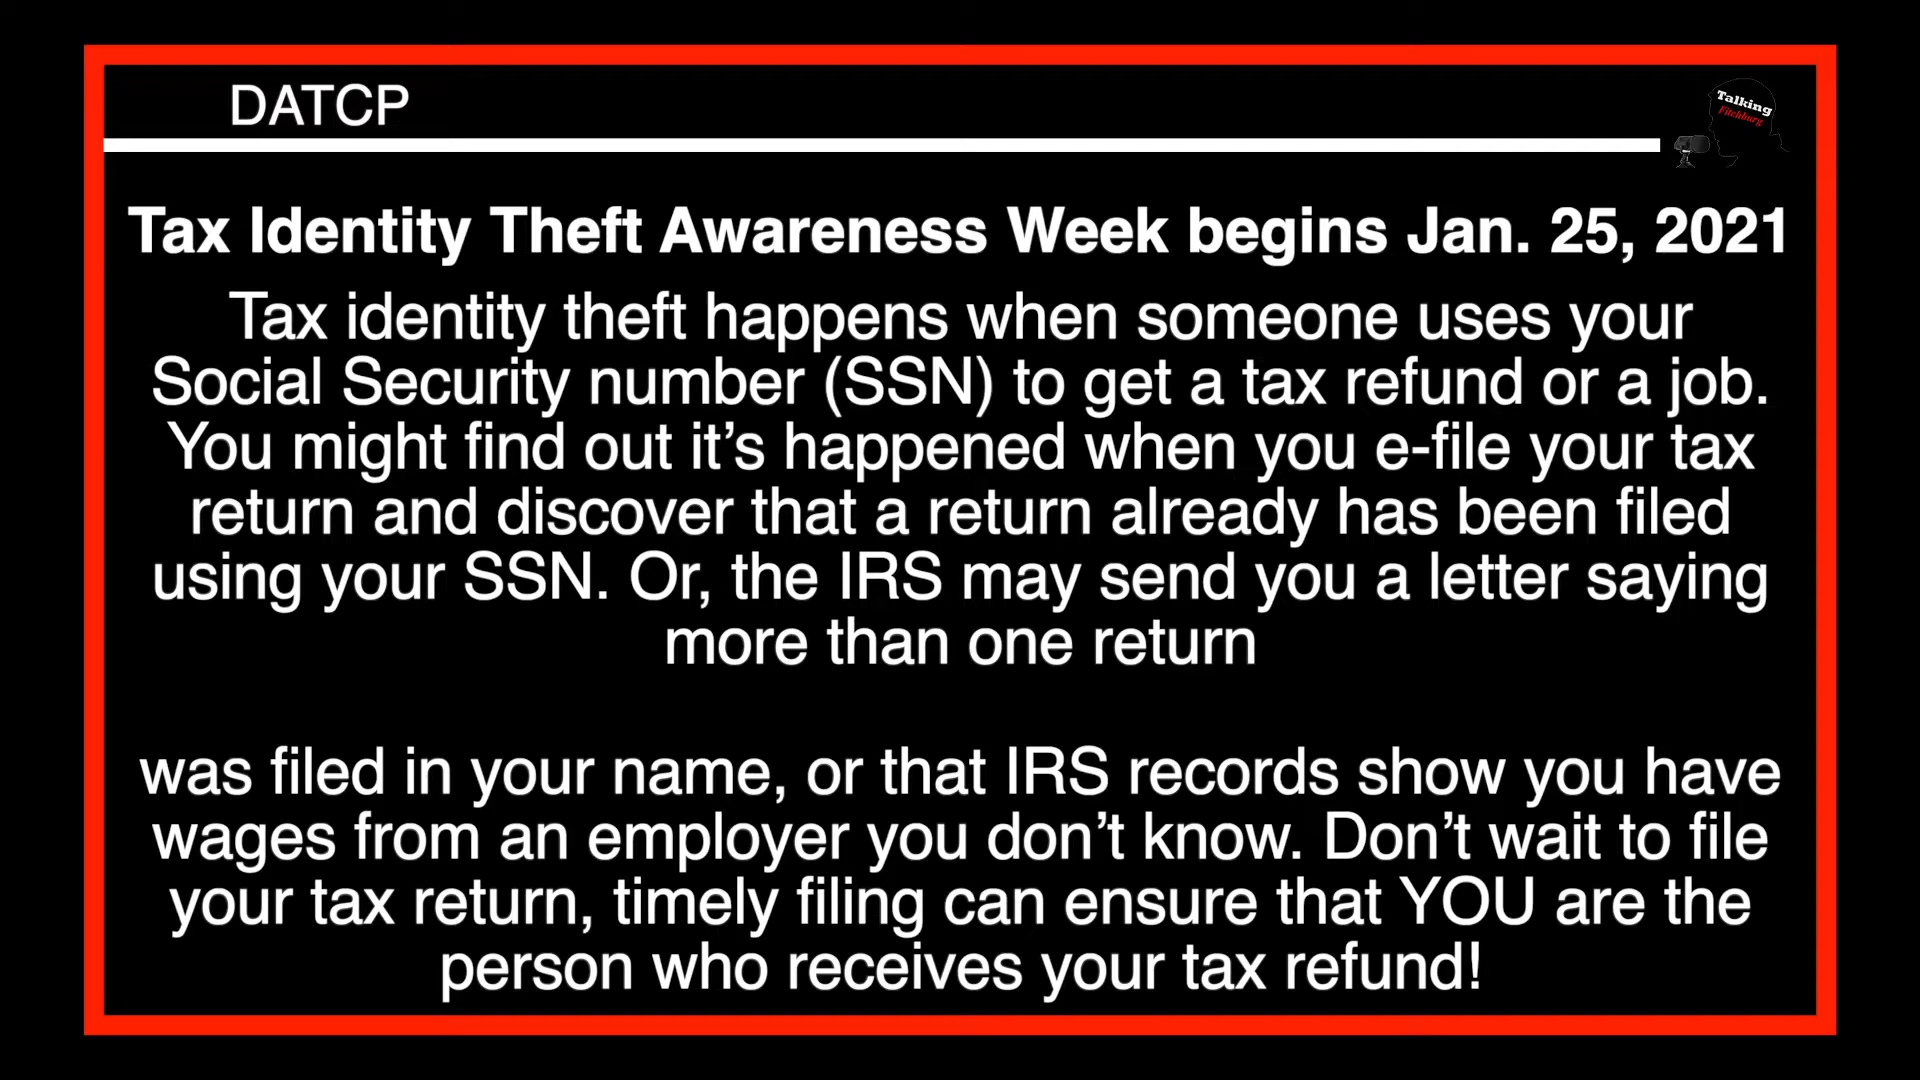 DATCP
Talking
Fitchburg
Tax Identity Theft Awareness Week begins Jan. 25, 2021
Tax identity theft happens when someone uses your
Social Security number (SSN) to get a tax refund or a job.
You might find out it’s happened when you e-file your tax
return and discover that a return already has been filed
using your SSN. Or, the IRS may send you a letter saying
more than one return
was filed in your name, or that IRS records show you have
wages from an employer you don’t know. Don’t wait to file
your tax return, timely filing can ensure that YOU are the
person who receives your tax refund!